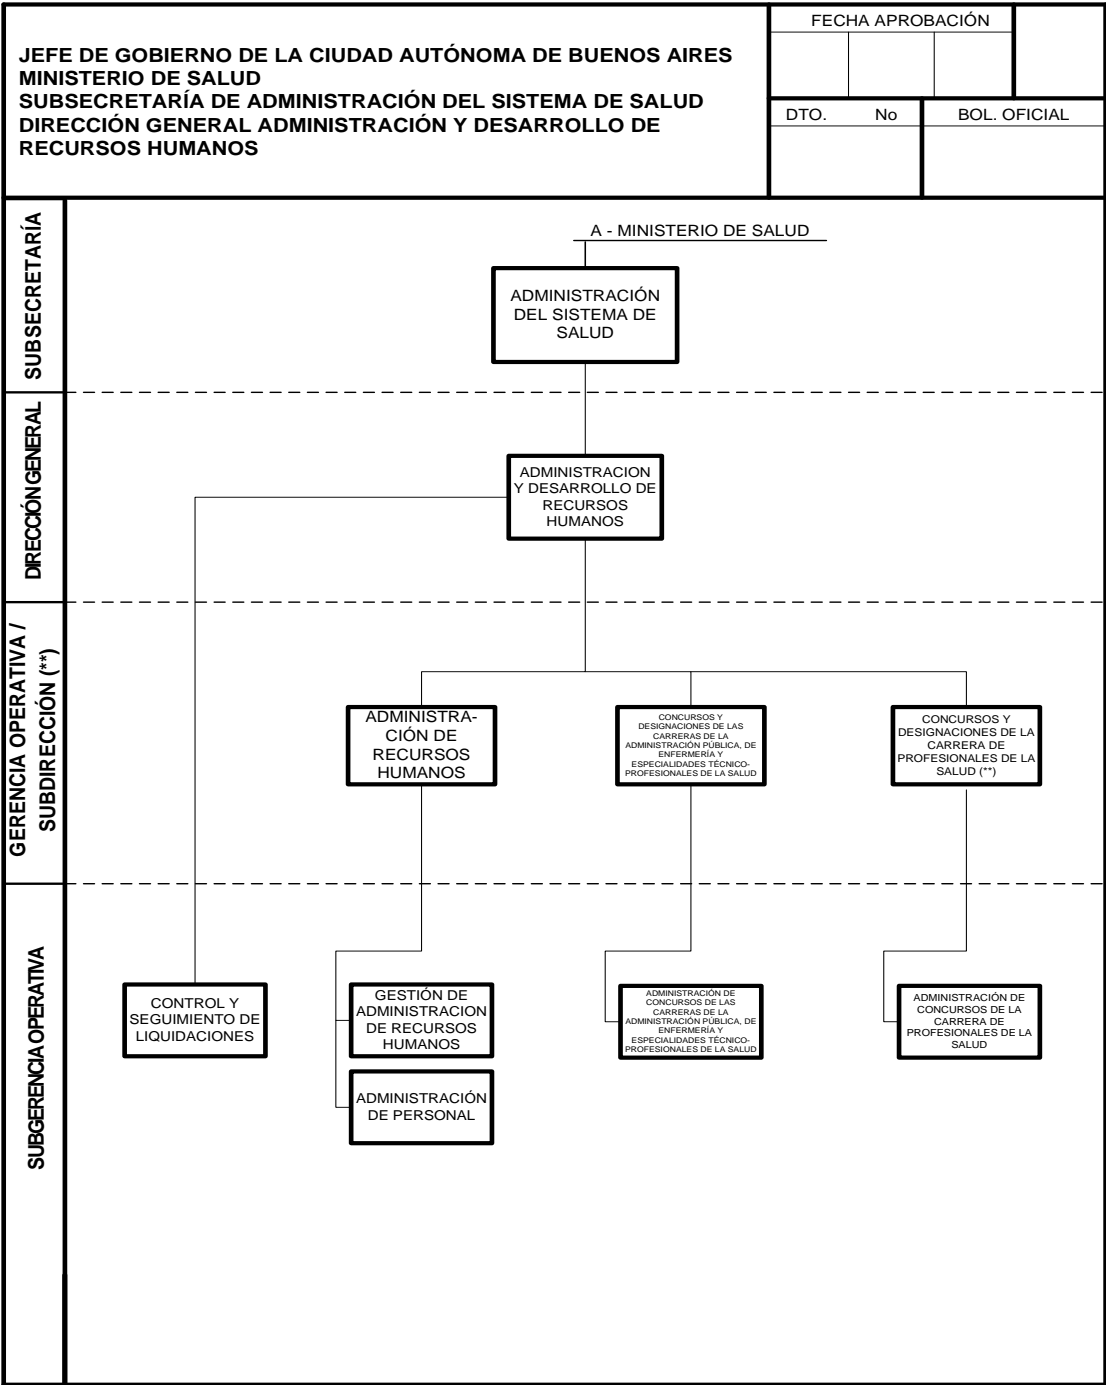 JEFE DE GOBIERNO DE LA CIUDAD AUTÓNOMA DE BUENOS AIRES
MINISTERIO DE SALUD
SUBSECRETARÍA DE ADMINISTRACIÓN DEL SISTEMA DE SALUD
DIRECCIÓN GENERAL ADMINISTRACIÓN Y DESARROLLO DE
RECURSOS HUMANOS
FECHA APROBACIÓN
DTO. No
BOL. OFICIAL
SUBSECRETARÍA
A - MINISTERIO DE SALUD
ADMINISTRACIÓN
DEL SISTEMA DE
SALUD
DIRECCIÓN GENERAL
ADMINISTRACION
Y DESARROLLO DE
RECURSOS
HUMANOS
GERENCIA OPERATIVA /
SUBDIRECCIÓN (**)
ADMINISTRA-
CIÓN DE
RECURSOS
HUMANOS
CONCURSOS Y
DESIGNACIONES DE LAS
CARRERAS DE LA
ADMINISTRACIÓN PÚBLICA, DE
ENFERMERÍA Y
ESPECIALIDADES TÉCNICO-
PROFESIONALES DE LA SALUD
CONCURSOS Y
DESIGNACIONES DE LA
CARRERA DE
PROFESIONALES DE LA
SALUD (**)
SUBGERENCIA OPERATIVA
CONTROL Y
SEGUIMIENTO DE
LIQUIDACIONES
GESTIÓN DE
ADMINISTRACION
DE RECURSOS
HUMANOS
ADMINISTRACIÓN
DE PERSONAL
ADMINISTRACIÓN DE
CONCURSOS DE LAS
CARRERAS DE LA
ADMINISTRACIÓN PÚBLICA, DE
ENFERMERÍA Y
ESPECIALIDADES TÉCNICO-
PROFESIONALES DE LA SALUD
ADMINISTRACIÓN DE
CONCURSOS DE LA
CARRERA DE
PROFESIONALES DE LA
SALUD